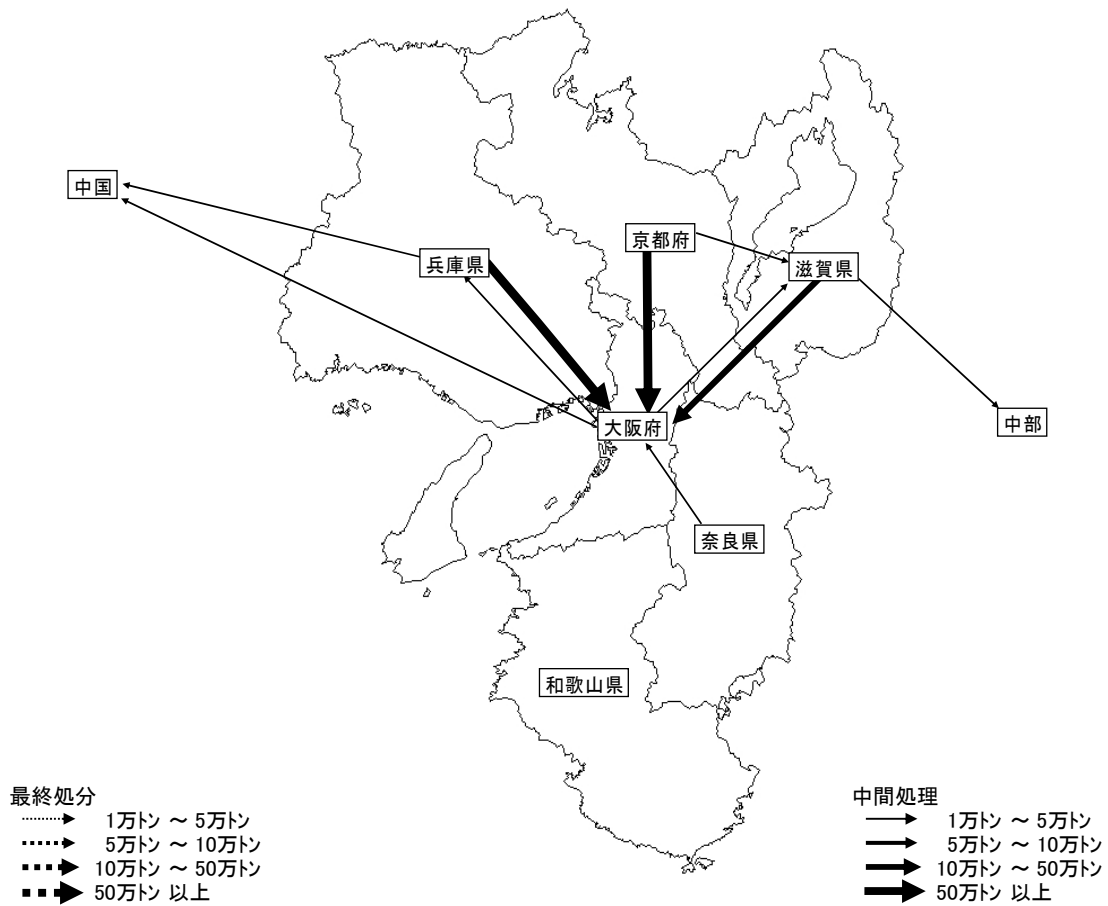 中国
兵庫県
京都府
滋賀県
大阪府
中部
奈良県
和歌山県
最終処分
1万トン ～ 5万トン
5万トン ～ 10万トン
10万トン ～ 50万トン
50万トン 以上
中間処理
1万トン ～ 5万トン
5万トン ～ 10万トン
10万トン ～ 50万トン
50万トン 以上